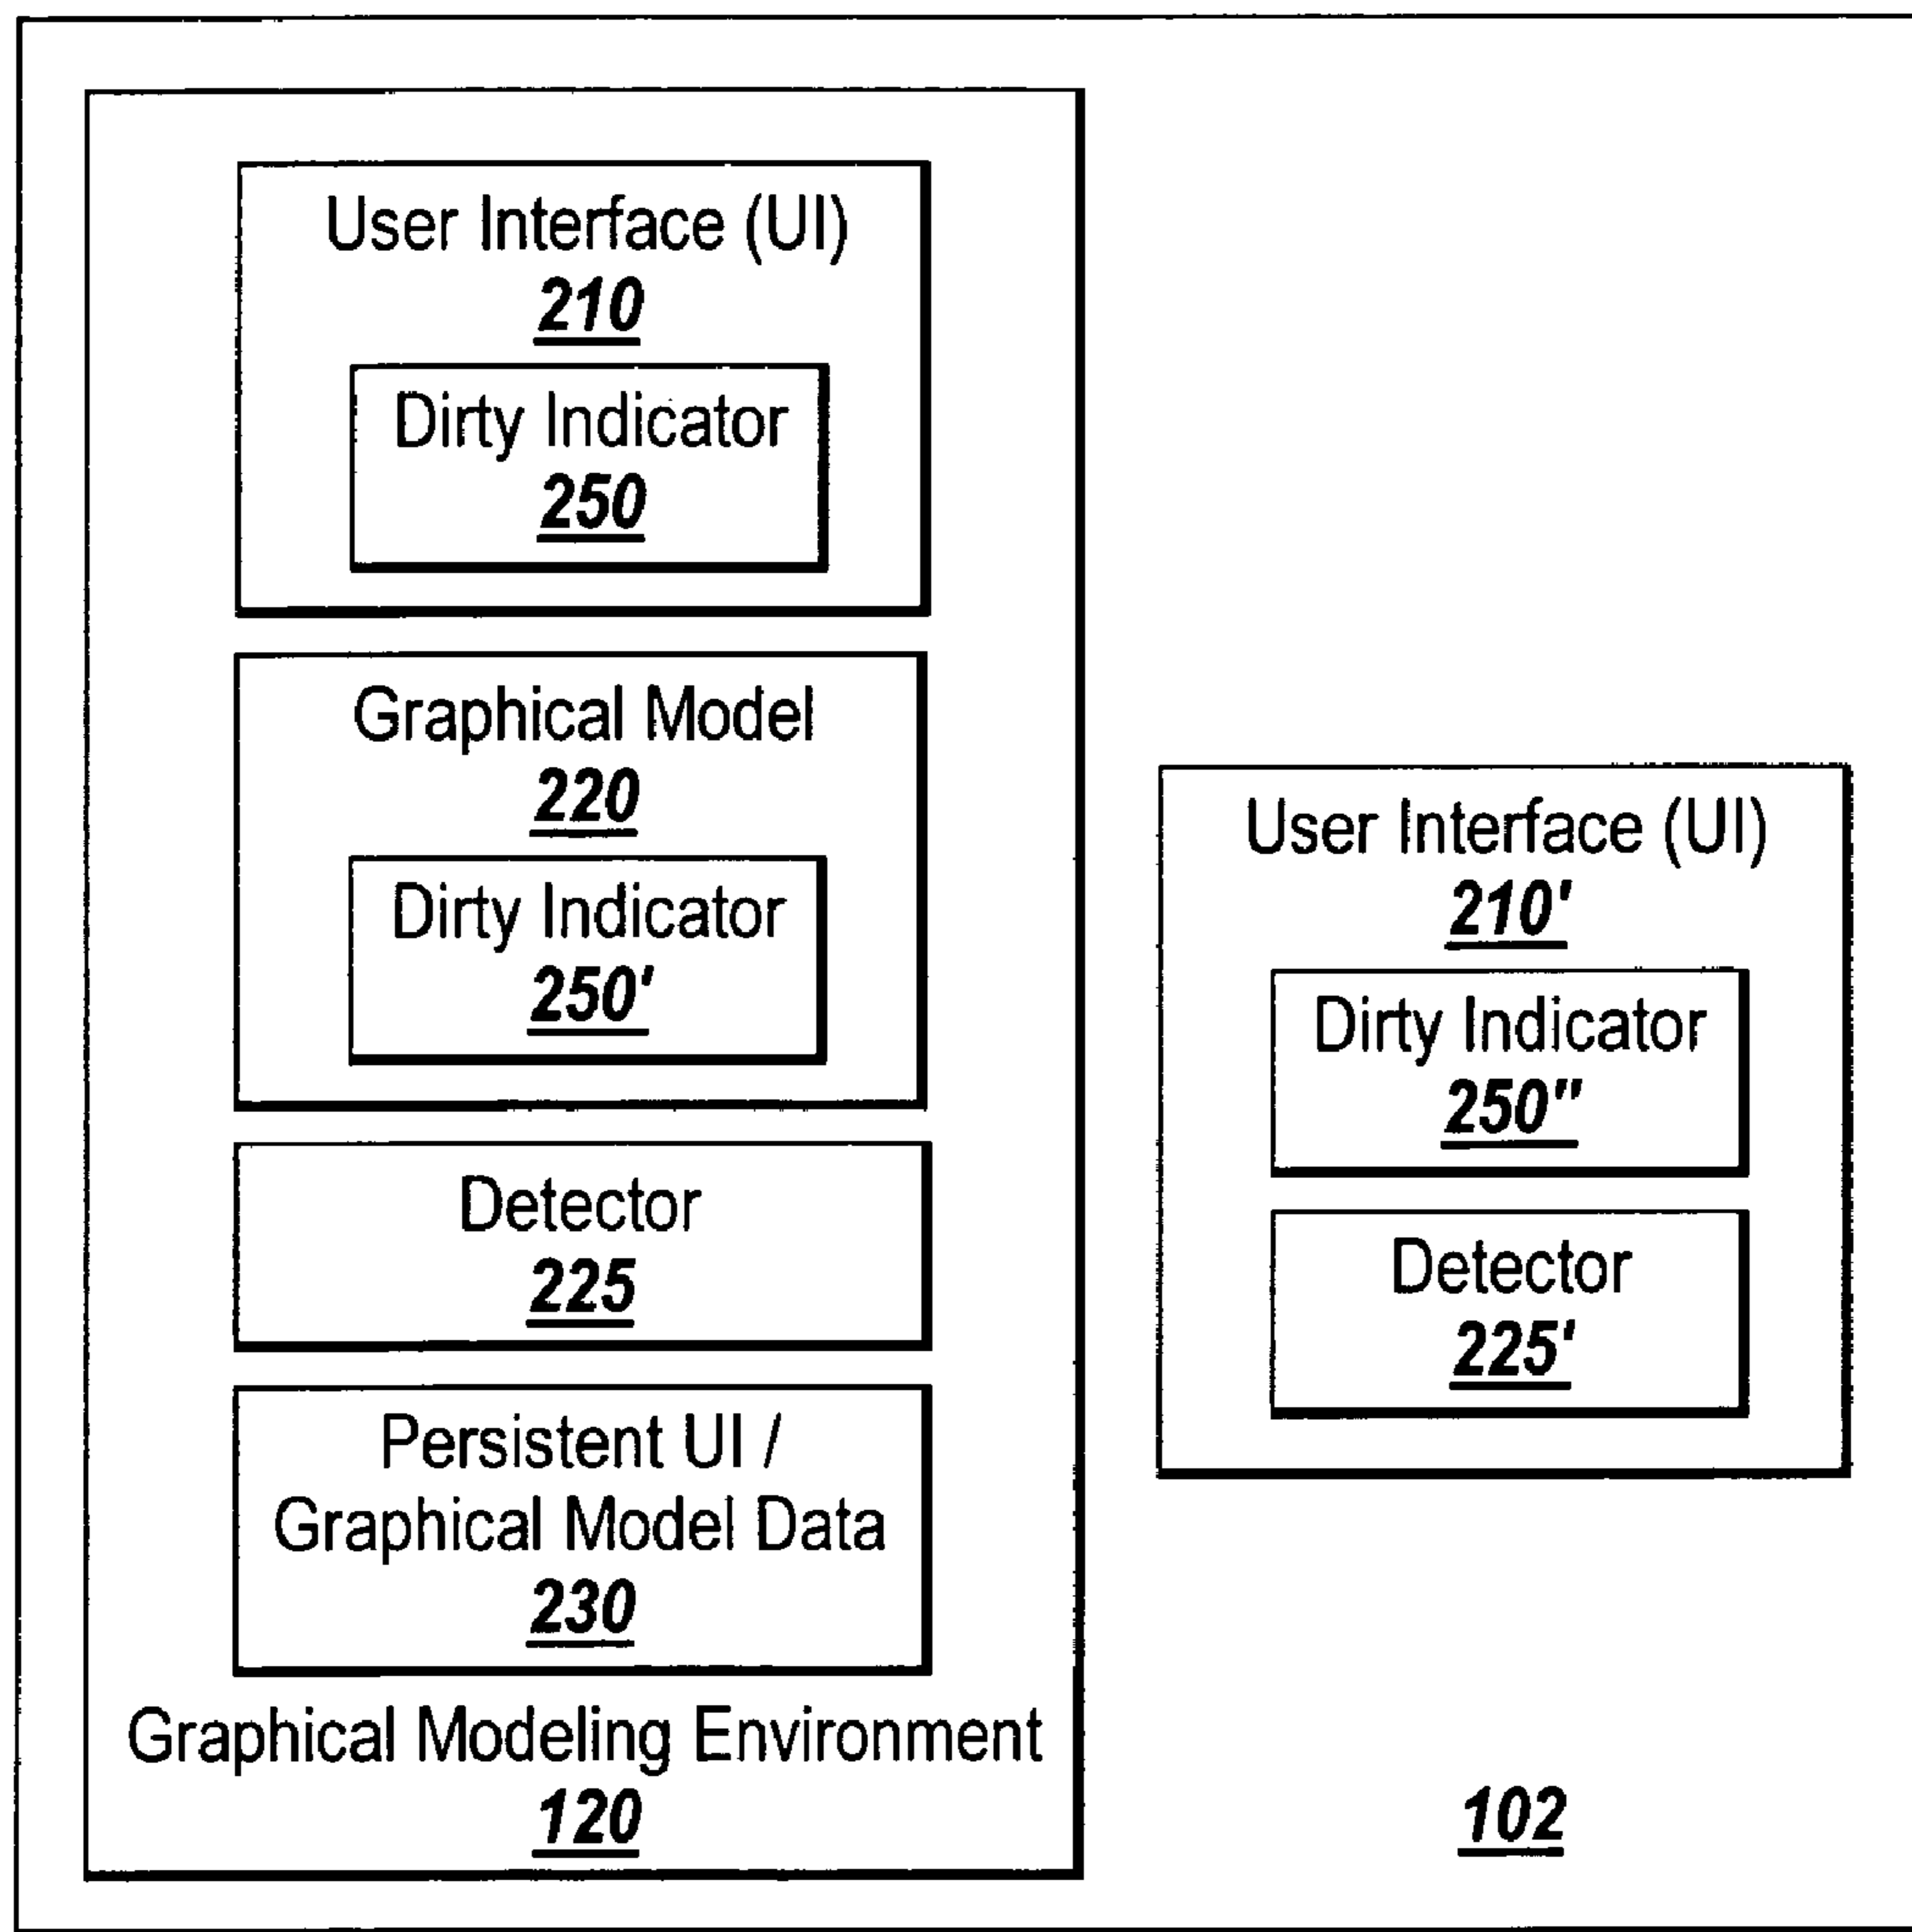 User Interface (UI)
210
Dirty Indicator
250
Graphical Model
220
Dirty Indicator
250'
Detector
225
Persistent UI /
Graphical Model Data
230
Graphical Modeling Environment
120
User Interface (UI)
210'
Dirty Indicator
250"
Detector
225'
102